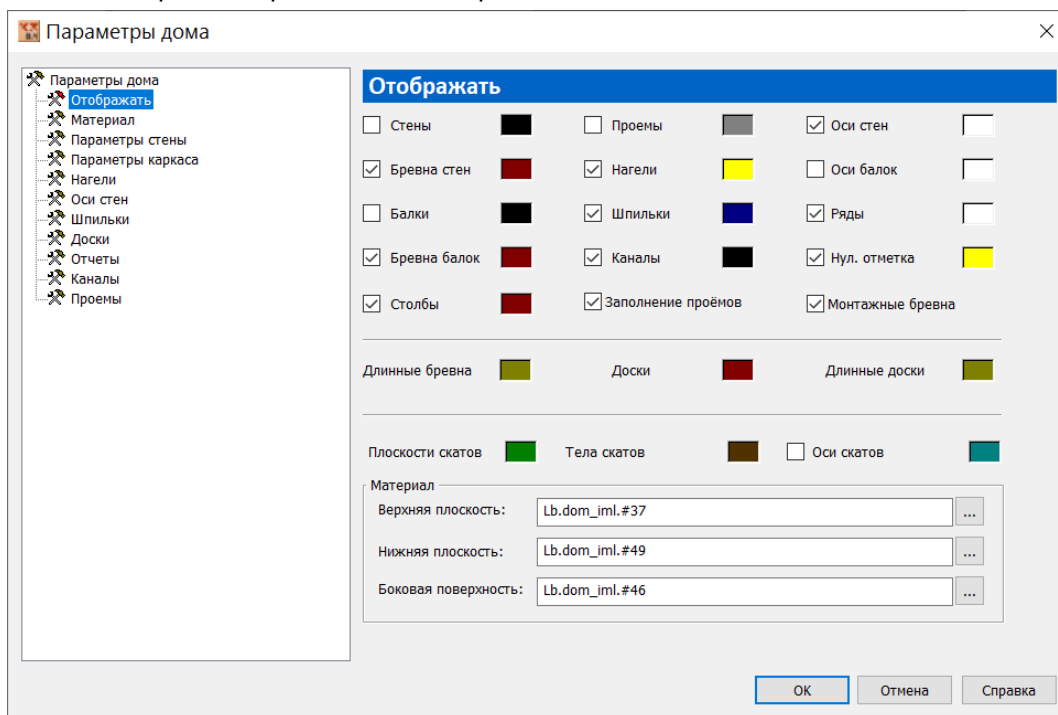 Параметры дома
Параметры дома
Отображать
Материал
Параметры стены
Параметры каркаса
Нагели
Оси стен
Шпильки
Доски
Отчеты
Каналы
Проемы
Отображать
Стены Проемы Оси стен
Бревна стен Нагели Оси балок
Балки Шпильки Ряды
Бревна балок Каналы Нул. отметка
Столбы Заполнение проёмов Монтажные бревна
Длинные бревна Доски Длинные доски
Плоскости скатов Тела скатов Оси скатов
Материал
Верхняя плоскость: Lb.dom_iml.#37 ...
Нижняя плоскость: Lb.dom_iml.#49 ...
Боковая поверхность: Lb.dom_iml.#46 ...
ОК Отмена Справка